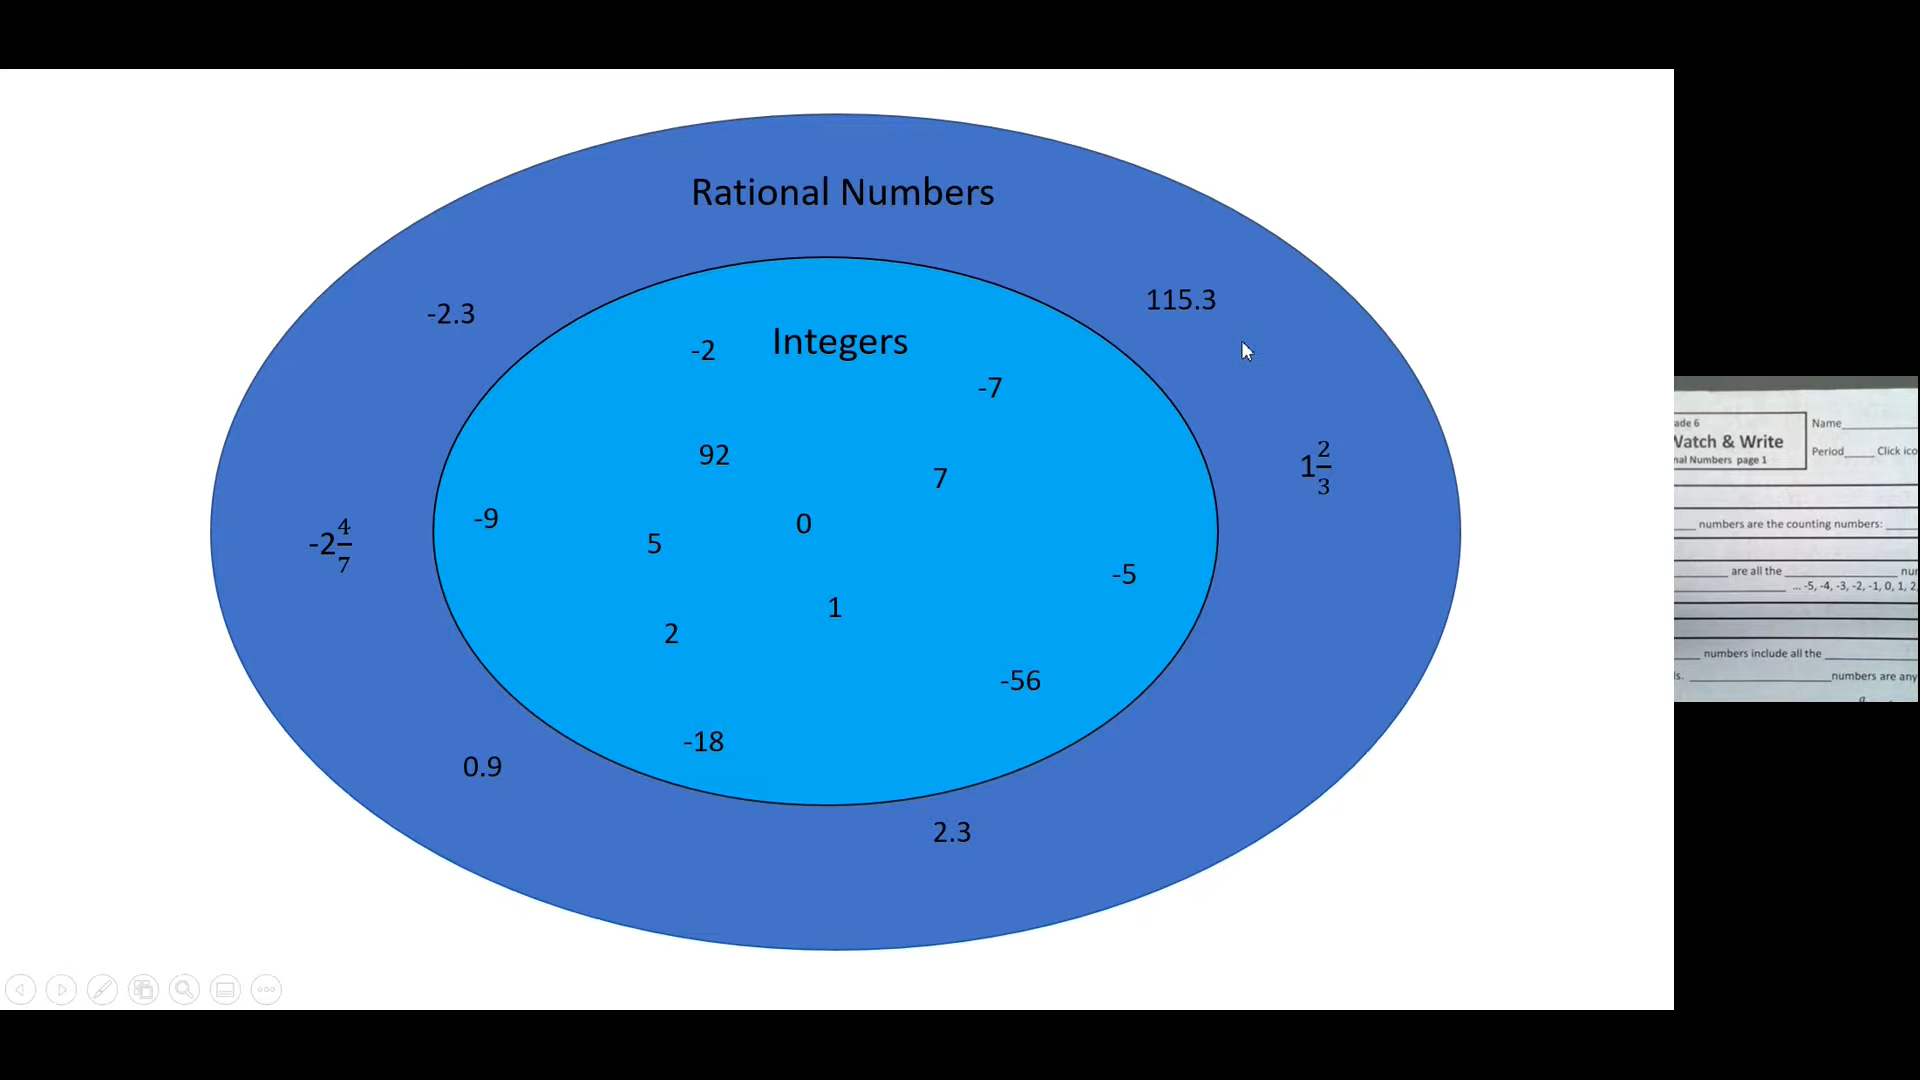 Rational Numbers
-2.3
115.3
Integers
-2
-7
92
7
1 2/3
-9
0
-2 4/7
5
-5
1
2
-56
-18
0.9
2.3
ade 6
Watch & Write
nal Numbers page 1
Name
Period Click ico
numbers are the counting numbers:
are all the nur
... -5, -4, -3, -2, -1, 0, 1, 2,
numbers include all the
ls. numbers are any
a